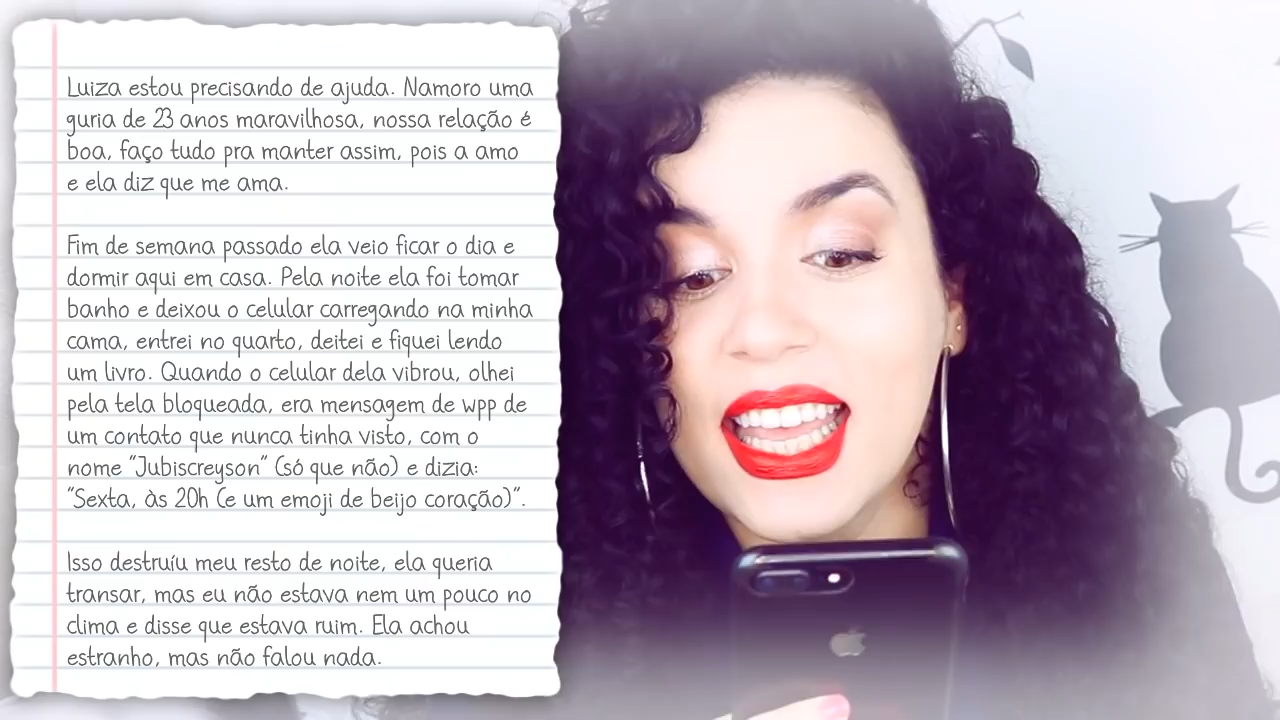 Luiza estou precisando de ajuda. Namoro uma
guria de 23 anos maravilhosa, nossa relação é
boa, faço tudo pra manter assim, pois a amo
e ela diz que me ama.
Fim de semana passado ela veio ficar o dia e
dormir aqui em casa. Pela noite ela foi tomar
banho e deixou o celular carregando na minha
cama, entrei no quarto, deitei e fiquei lendo
um livro. Quando o celular dela vibrou, olhei
pela tela bloqueada, era mensagem de wpp de
um contato que nunca tinha visto, com o
nome "Jubiscreyson" (só que não) e dizia:
"Sexta, às 20h (e um emoji de beijo coração)".
Isso destruíu meu resto de noite, ela queria
transar, mas eu não estava nem um pouco no
clima e disse que estava ruim. Ela achou
estranho, mas não falou nada.